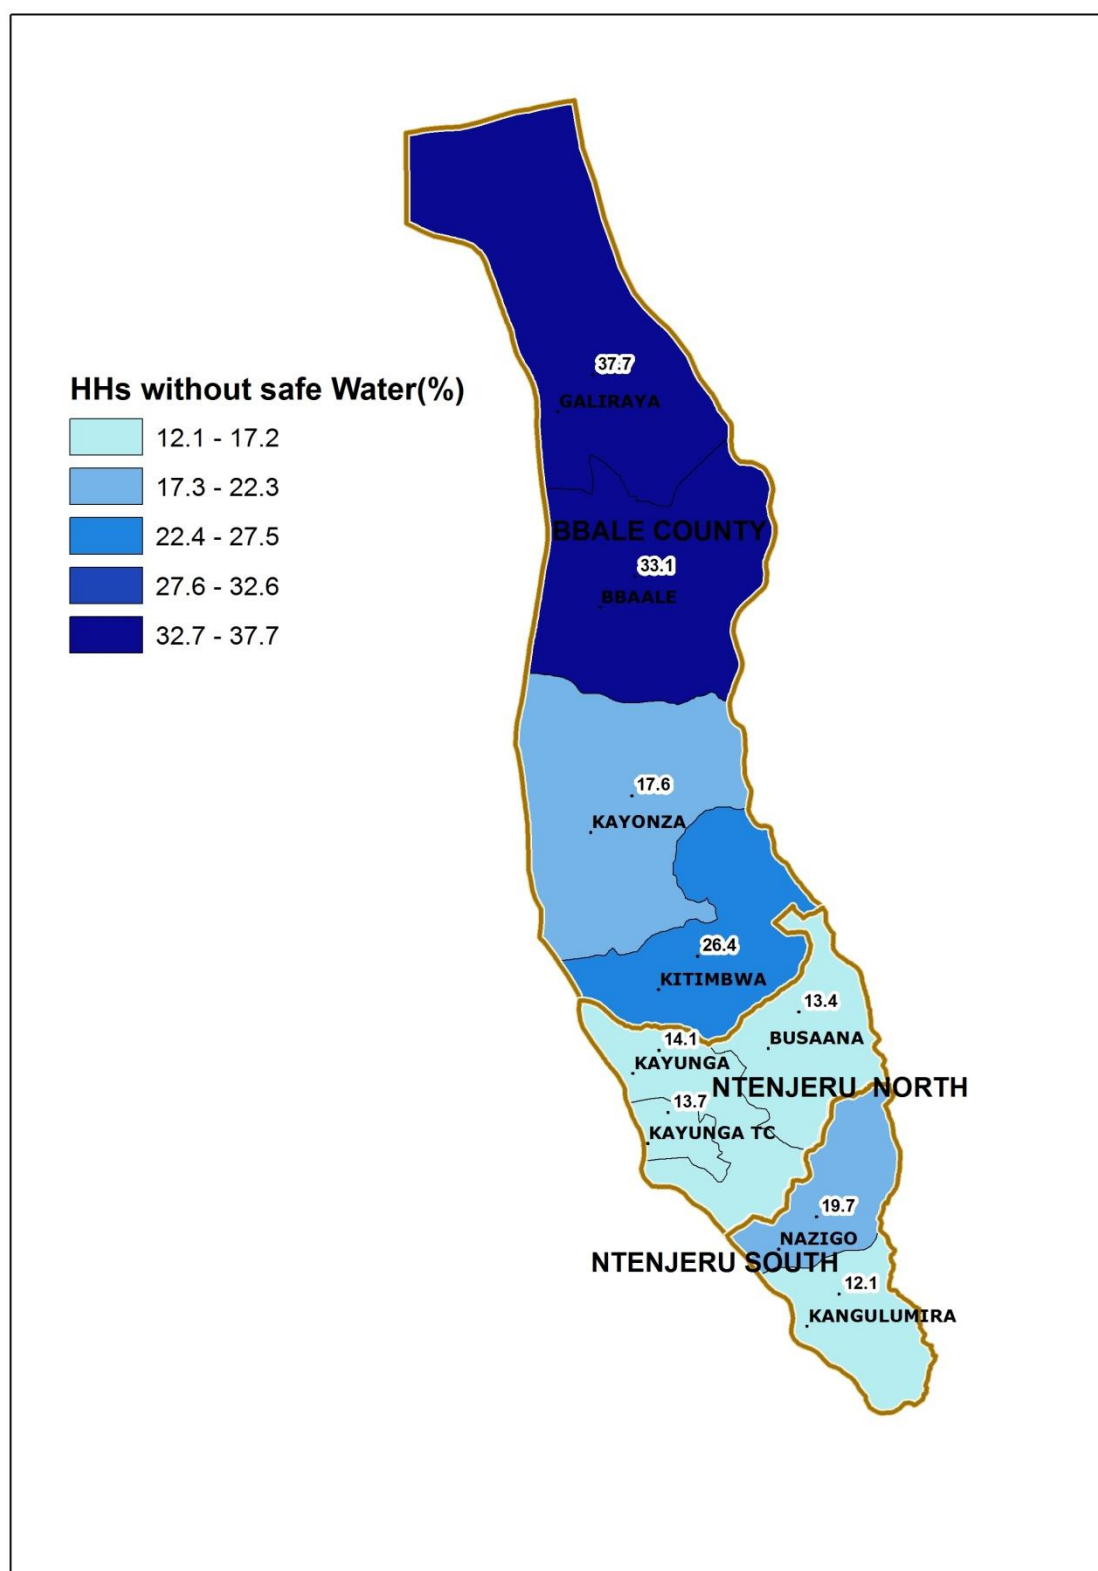 HHs without safe Water(%)
12.1 - 17.2
17.3 - 22.3
22.4 - 27.5
27.6 - 32.6
32.7 - 37.7
37.7
GALIRAYA
BBALE COUNTY
33.1
BBAALE
17.6
KAYONZA
26.4
KITIMBWA
13.4
BUSAANA
14.1
KAYUNGA
NTENJERU NORTH
13.7
KAYUNGA TC
19.7
NAZIGO
NTENJERU SOUTH
12.1
KANGULUMIRA